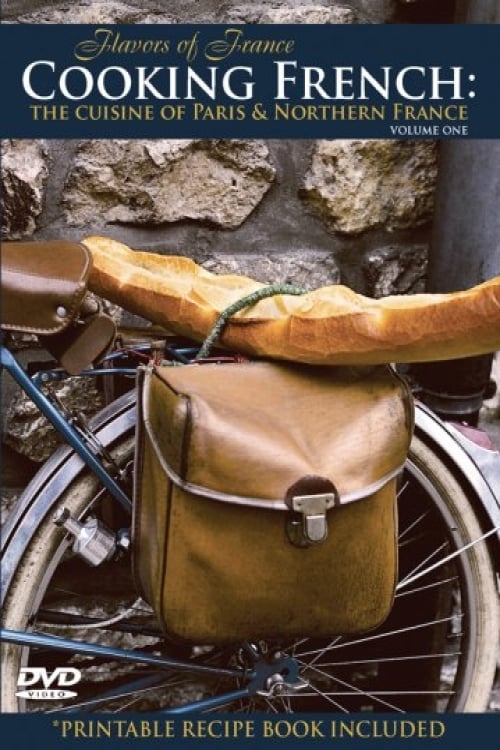 Flavors of France
COOKING FRENCH:
THE CUISINE OF PARIS & NORTHERN FRANCE
VOLUME ONE
DVD
VIDEO
*PRINTABLE RECIPE BOOK INCLUDED